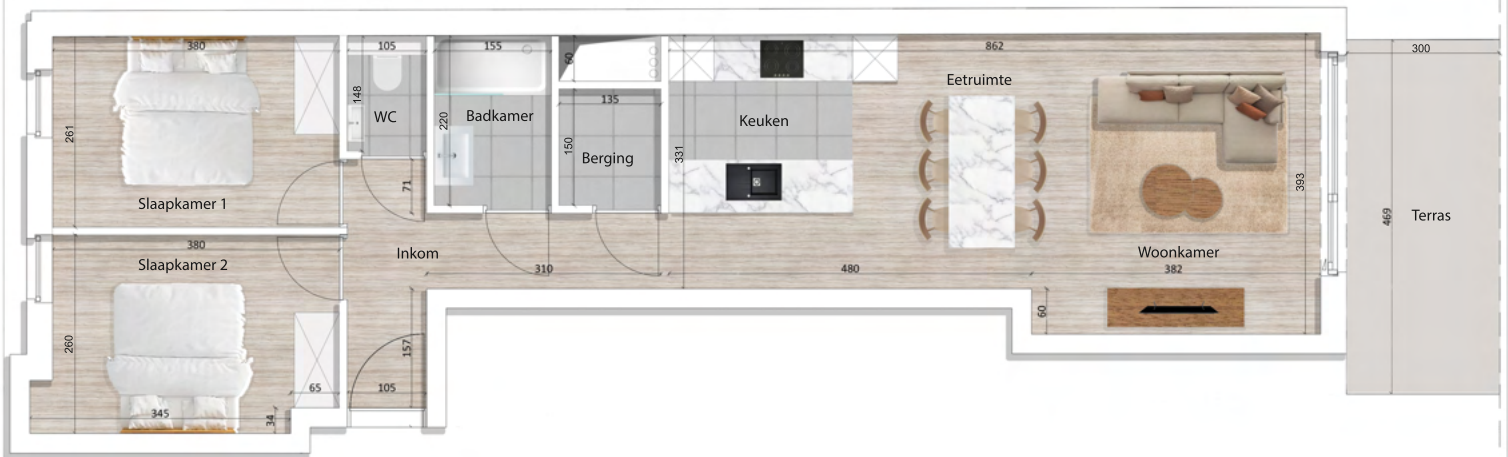 380
105
155
60
862
300
148
135
Eetruimte
261
WC
220
Badkamer
150
Keuken
331
Berging
71
393
Slaapkamer 1
469
Terras
380
Inkom
Woonkamer
Slaapkamer 2
310
480
382
60
260
157
65
105
345
34